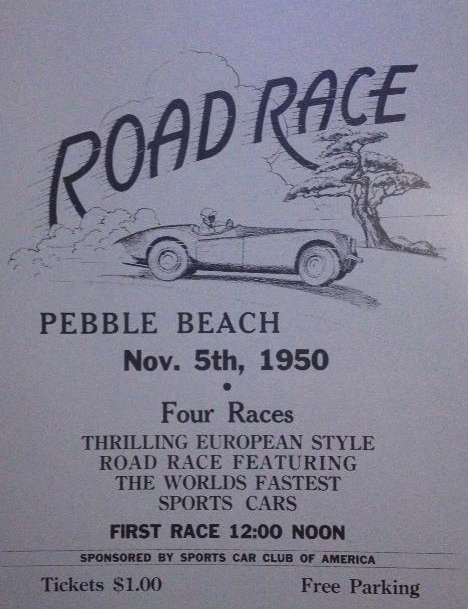 ROAD RACE
PEBBLE BEACH
Nov. 5th, 1950
•
Four Races
THRILLING EUROPEAN STYLE
ROAD RACE FEATURING
THE WORLDS FASTEST
SPORTS CARS
FIRST RACE 12:00 NOON
SPONSORED BY SPORTS CAR CLUB OF AMERICA
Tickets $1.00 Free Parking